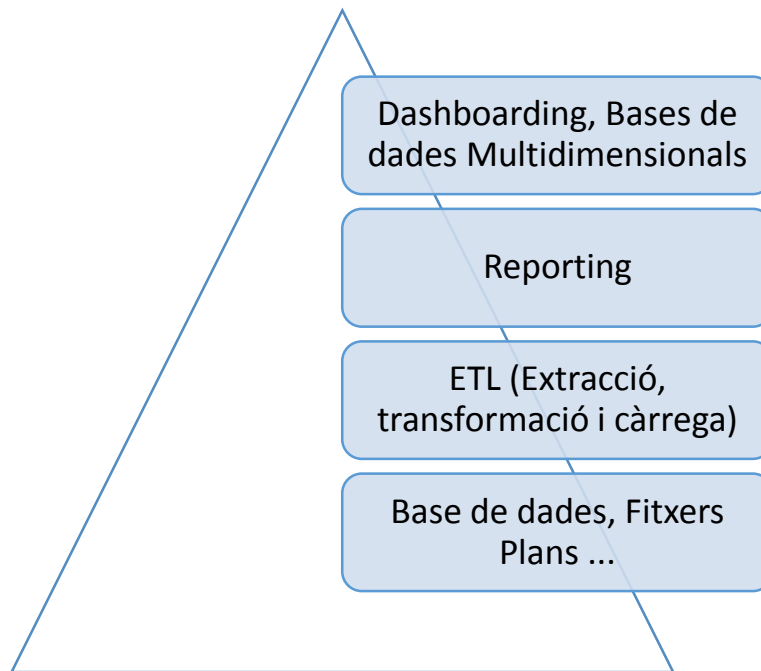 Dashboarding, Bases de
dades Multidimensionals
Reporting
ETL (Extracció,
transformació i càrrega)
Base de dades, Fitxers
Plans ...